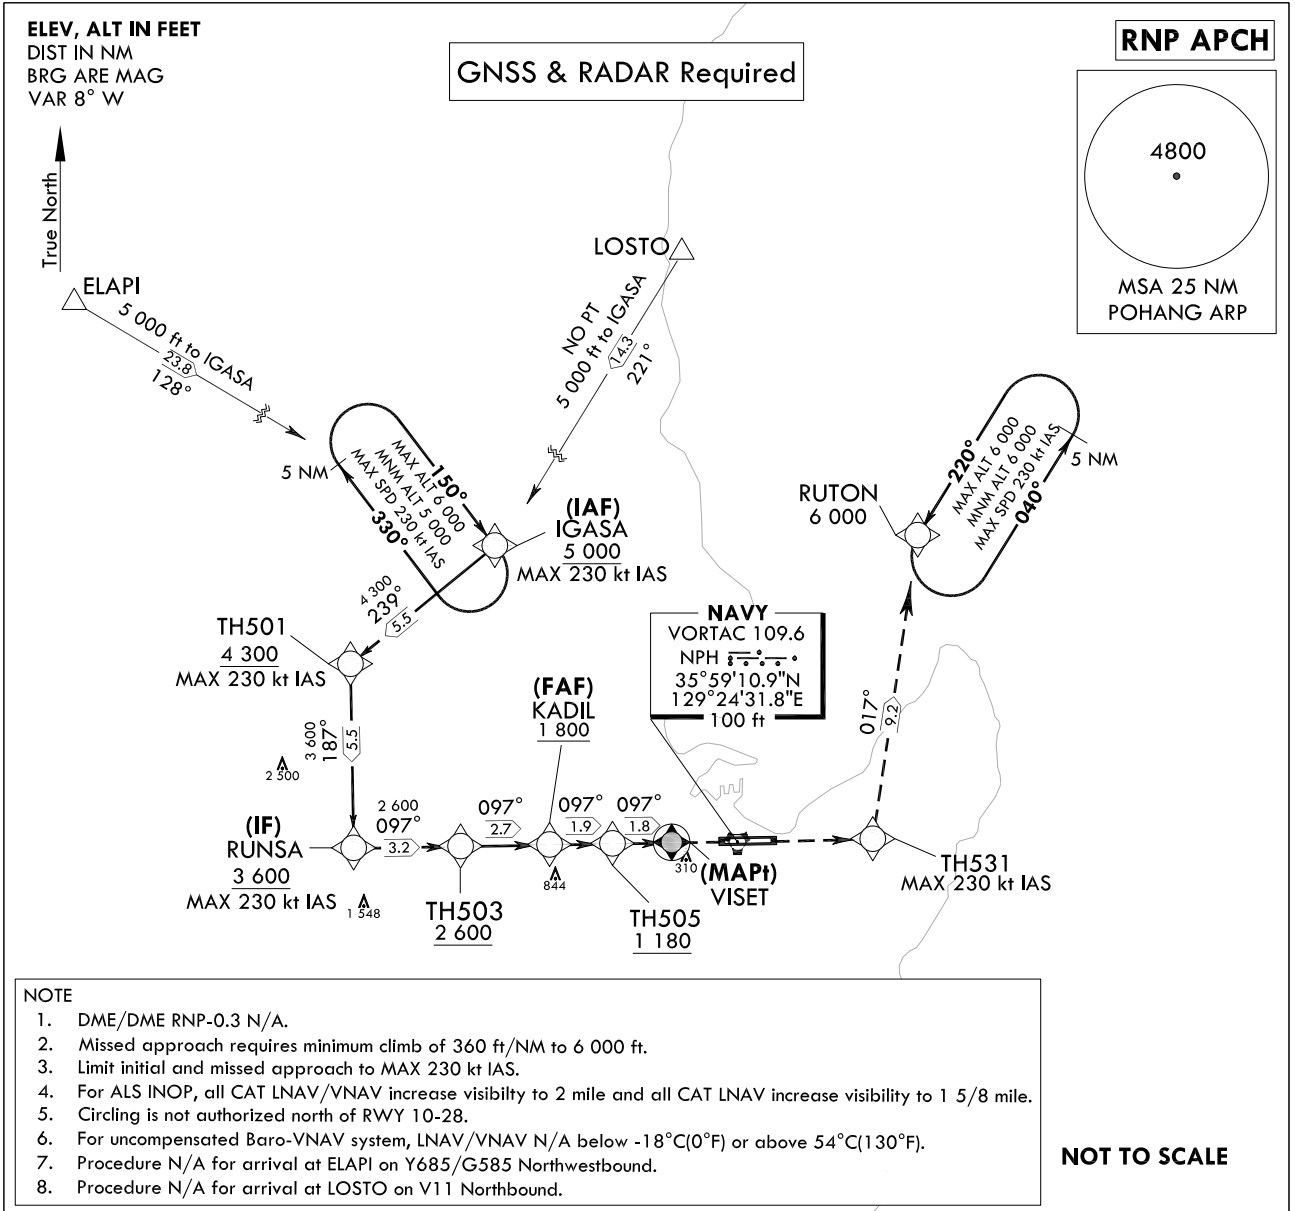 ELEV, ALT IN FEET
DIST IN NM
BRG ARE MAG
VAR 8° W
True North
GNSS & RADAR Required
RNP APCH
4800
MSA 25 NM
POHANG ARP
ELAPI
5 000 ft to IGASA
23.8
128°
LOSTO
NO PT
5 000 ft to IGASA
14.3
221°
5 NM
150°
MAX ALT 6 000
MNM ALT 5 000
MAX SPD 230 kt IAS
330°
(IAF)
IGASA
5 000
MAX 230 kt IAS
RUTON
6 000
220°
MAX ALT 6 000
MNM ALT 6 000
MAX SPD 230 kt IAS
040°
5 NM
4 300
239°
5.5
TH501
4 300
MAX 230 kt IAS
NAVY
VORTAC 109.6
NPH
35°59'10.9"N
129°24'31.8"E
100 ft
(FAF)
KADIL
1 800
017°
9.2
3 600
187°
5.5
2 500
(IF)
RUNSA
3 600
MAX 230 kt IAS
1 548
2 600
097°
3.2
097°
2.7
097°
1.9
097°
1.8
TH503
2 600
844
TH505
1 180
310
(MAPt)
VISET
TH531
MAX 230 kt IAS
NOTE
1. DME/DME RNP-0.3 N/A.
2. Missed approach requires minimum climb of 360 ft/NM to 6 000 ft.
3. Limit initial and missed approach to MAX 230 kt IAS.
4. For ALS INOP, all CAT LNAV/VNAV increase visibilty to 2 mile and all CAT LNAV increase visibility to 1 5/8 mile.
5. Circling is not authorized north of RWY 10-28.
6. For uncompensated Baro-VNAV system, LNAV/VNAV N/A below -18°C(0°F) or above 54°C(130°F).
7. Procedure N/A for arrival at ELAPI on Y685/G585 Northwestbound.
8. Procedure N/A for arrival at LOSTO on V11 Northbound.
NOT TO SCALE